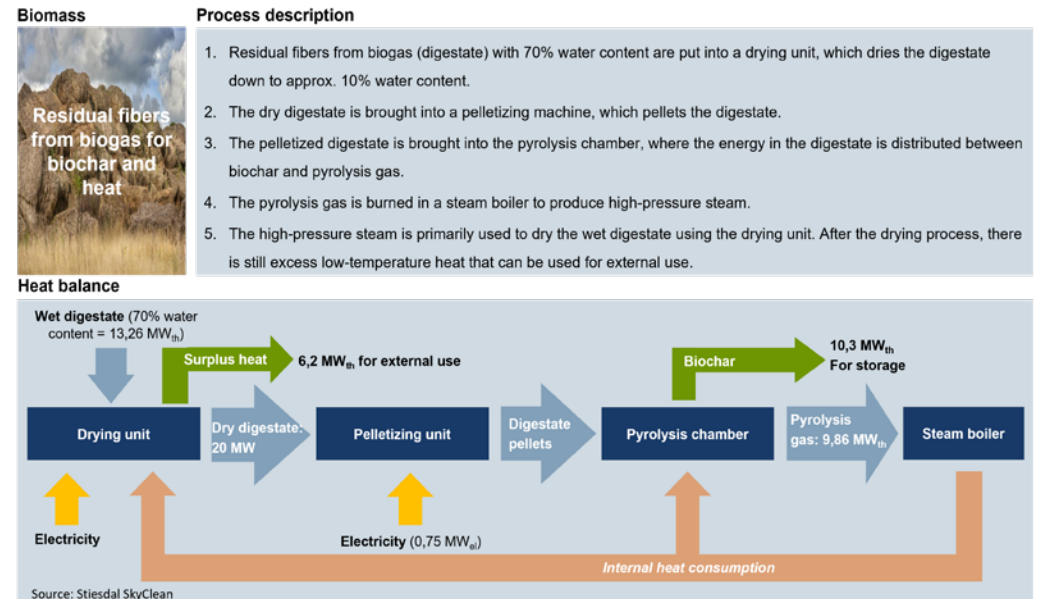 Biomass
Process description
Residual fibers
from biogas for
biochar and
heat
1. Residual fibers from biogas (digestate) with 70% water content are put into a drying unit, which dries the digestate
down to approx. 10% water content.
2. The dry digestate is brought into a pelletizing machine, which pellets the digestate.
3. The pelletized digestate is brought into the pyrolysis chamber, where the energy in the digestate is distributed between
biochar and pyrolysis gas.
4. The pyrolysis gas is burned in a steam boiler to produce high-pressure steam.
5. The high-pressure steam is primarily used to dry the wet digestate using the drying unit. After the drying process, there
is still excess low-temperature heat that can be used for external use.
Heat balance
Wet digestate (70% water
content = 13,26 MWth)
Surplus heat
6,2 MWth for external use
Biochar
10,3 MWth
For storage
Drying unit
Dry digestate:
20 MW
Pelletizing unit
Digestate
pellets
Pyrolysis chamber
Pyrolysis
gas: 9,86 MWth
Steam boiler
Electricity
Electricity (0,75 MWel)
Internal heat consumption
Source: Stiesdal SkyClean